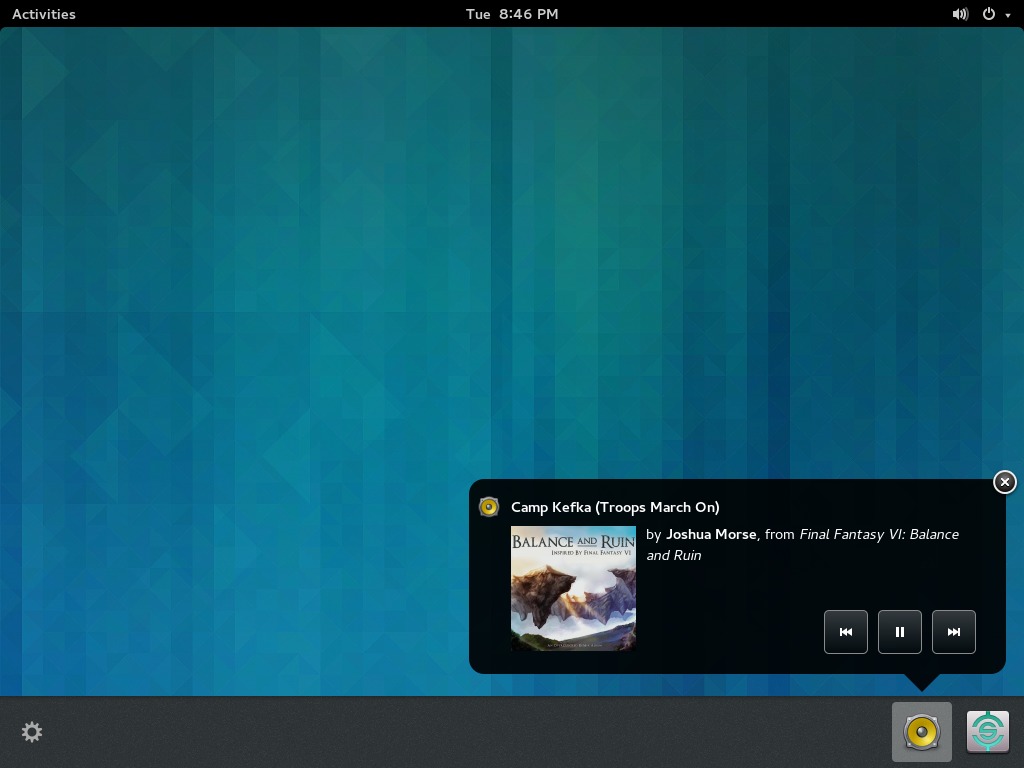 Activities
Tue 8:46 PM
Camp Kefka (Troops March On)
by Joshua Morse, from Final Fantasy VI: Balance
and Ruin
BALANCE AND RUIN
INSPIRED BY FINAL FANTASY VI